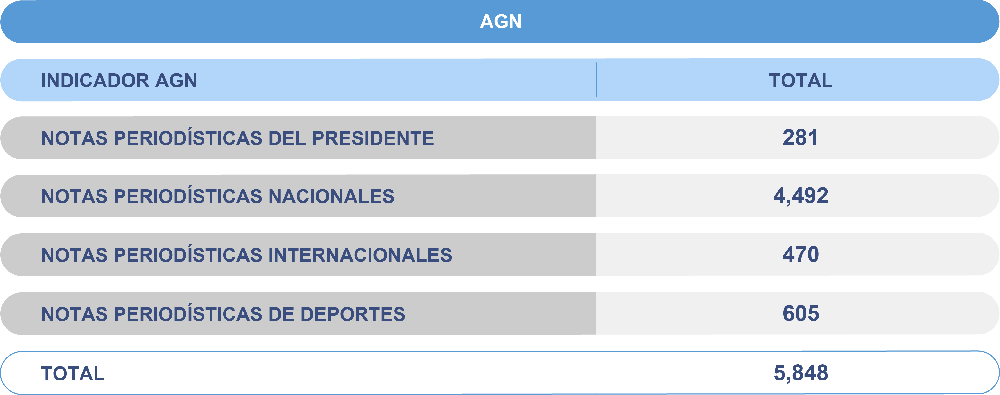 AGN
INDICADOR AGN TOTAL
NOTAS PERIODÍSTICAS DEL PRESIDENTE 281
NOTAS PERIODÍSTICAS NACIONALES 4,492
NOTAS PERIODÍSTICAS INTERNACIONALES 470
NOTAS PERIODÍSTICAS DE DEPORTES 605
TOTAL 5,848